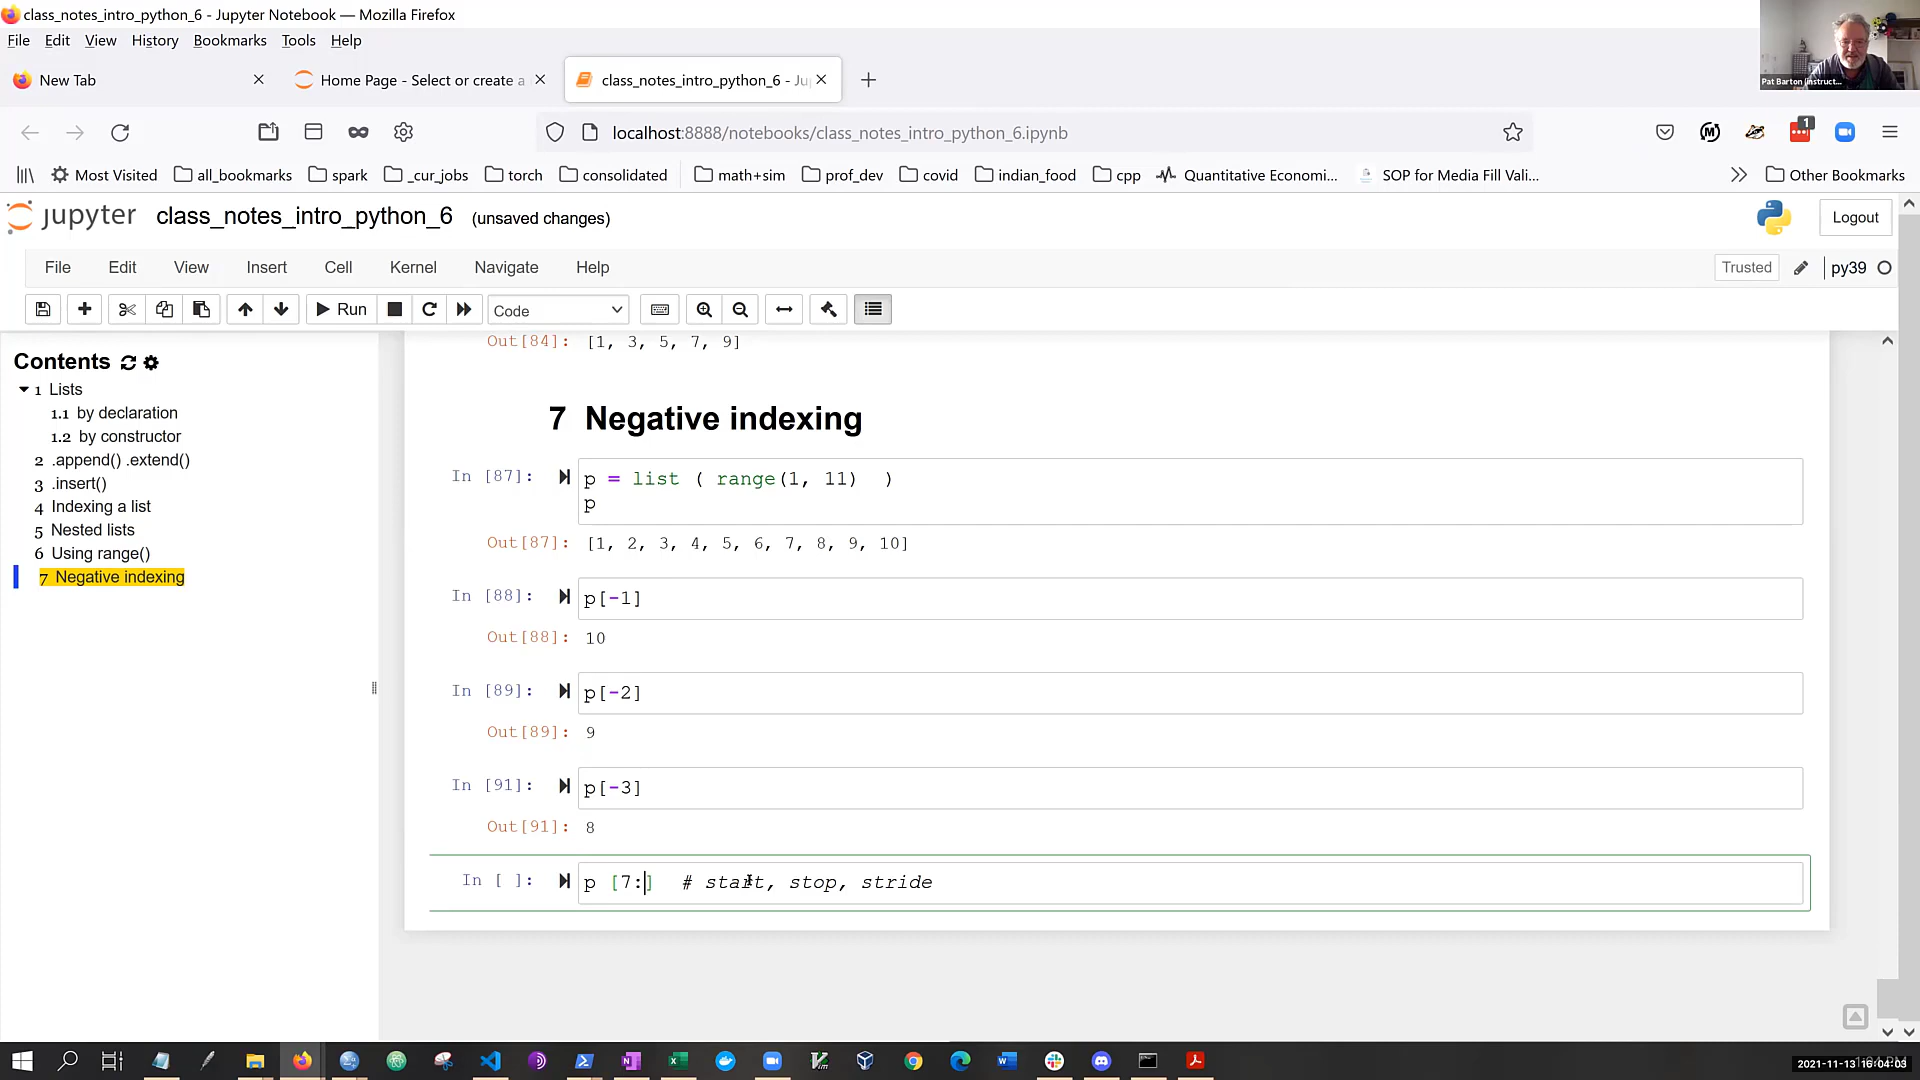 class_notes_intro_python_6 - Jupyter Notebook — Mozilla Firefox
File Edit View History Bookmarks Tools Help
New Tab
Home Page - Select or create a
class_notes_intro_python_6 - Ju
Pat Barton (instruct...
localhost:8888/notebooks/class_notes_intro_python_6.ipynb
1
Most Visited all_bookmarks spark _cur_jobs torch consolidated math+sim prof_dev covid indian_food cpp Quantitative Economi... SOP for Media Fill Vali... Other Bookmarks
jupyter class_notes_intro_python_6 (unsaved changes) Logout
File Edit View Insert Cell Kernel Navigate Help Trusted py39
Run Code
Contents
1 Lists
1.1 by declaration
1.2 by constructor
2 .append() .extend()
3 .insert()
4 Indexing a list
5 Nested lists
6 Using range()
7 Negative indexing
Out[84]: [1, 3, 5, 7, 9]
7 Negative indexing
In [87]: p = list ( range(1, 11) )
p
Out[87]: [1, 2, 3, 4, 5, 6, 7, 8, 9, 10]
In [88]: p[-1]
Out[88]: 10
In [89]: p[-2]
Out[89]: 9
In [91]: p[-3]
Out[91]: 8
In [ ]: p [7:] # start, stop, stride
2021-11-13 16:04:03